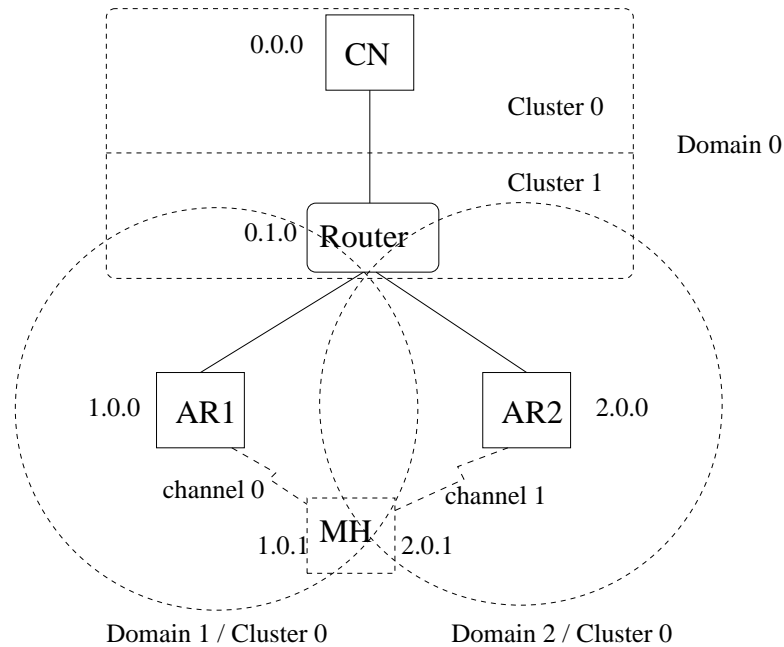 0.0.0
CN
Cluster 0
Domain 0
Cluster 1
0.1.0
Router
1.0.0
AR1
AR2
2.0.0
channel 0
channel 1
1.0.1
MH
2.0.1
Domain 1 / Cluster 0
Domain 2 / Cluster 0